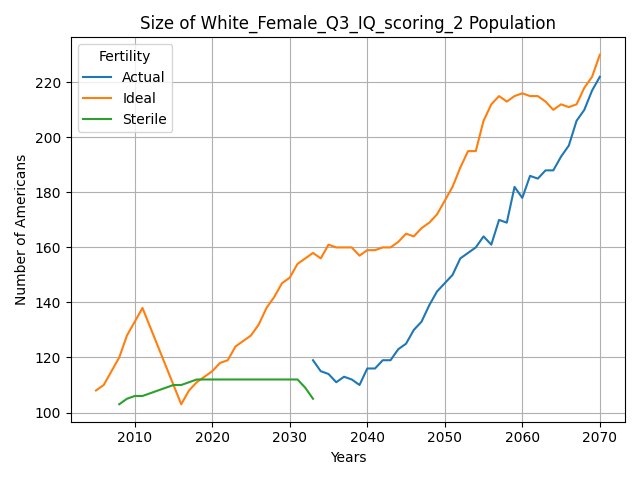 Size of White_Female_Q3_IQ_scoring_2 Population
Fertility
Actual
Ideal
Sterile
Number of Americans
220
200
180
160
140
120
100
2010
2020
2030
2040
2050
2060
2070
Years